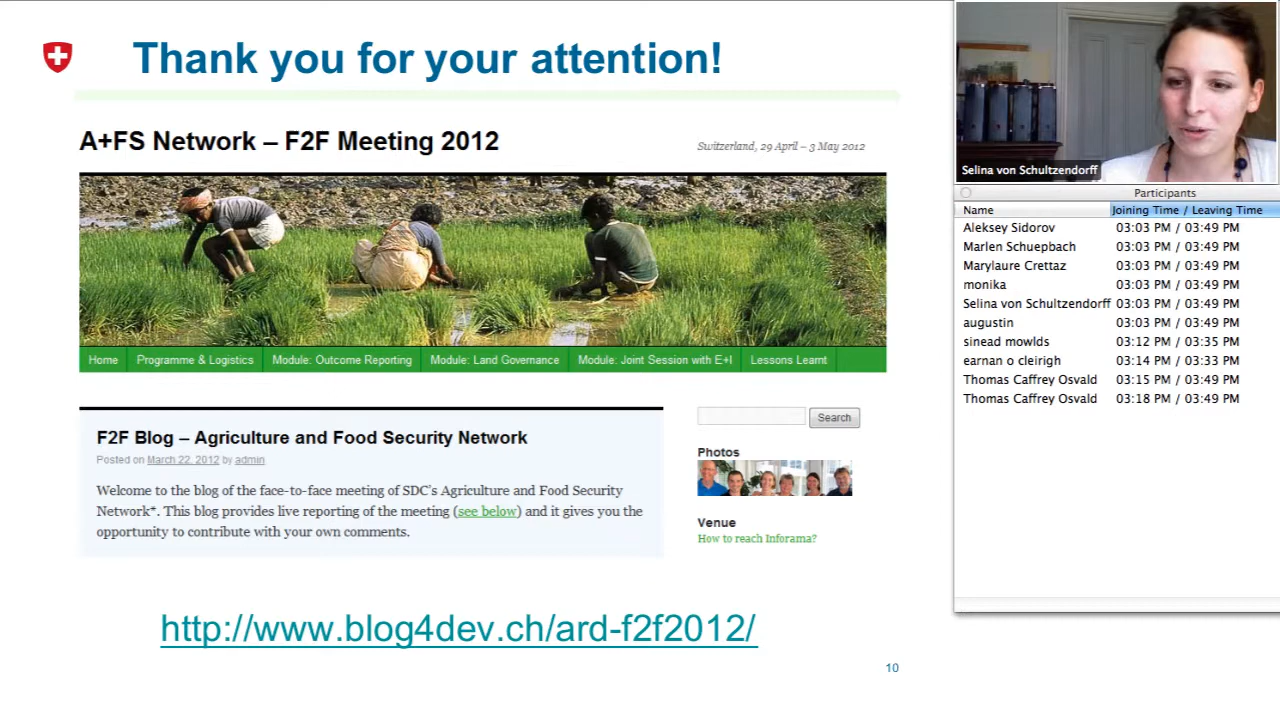 Thank you for your attention!
A+FS Network – F2F Meeting 2012
Switzerland, 29 April – 3 May 2012
Home
Programme & Logistics
Module: Outcome Reporting
Module: Land Governance
Module: Joint Session with E+I
Lessons Learnt
F2F Blog – Agriculture and Food Security Network
Posted on March 22, 2012 by admin
Welcome to the blog of the face-to-face meeting of SDC's Agriculture and Food Security
Network*. This blog provides live reporting of the meeting (see below) and it gives you the
opportunity to contribute with your own comments.
Search
Photos
Venue
How to reach Inforama?
http://www.blog4dev.ch/ard-f2f2012/
10
Selina von Schultzendorff
Participants
Name Joining Time / Leaving Time
Aleksey Sidorov 03:03 PM / 03:49 PM
Marlen Schuepbach 03:03 PM / 03:49 PM
Marylaure Crettaz 03:03 PM / 03:49 PM
monika 03:03 PM / 03:49 PM
Selina von Schultzendorff 03:03 PM / 03:49 PM
augustin 03:03 PM / 03:49 PM
sinead mowlds 03:12 PM / 03:35 PM
earnan o cleirigh 03:14 PM / 03:33 PM
Thomas Caffrey Osvald 03:15 PM / 03:49 PM
Thomas Caffrey Osvald 03:18 PM / 03:49 PM